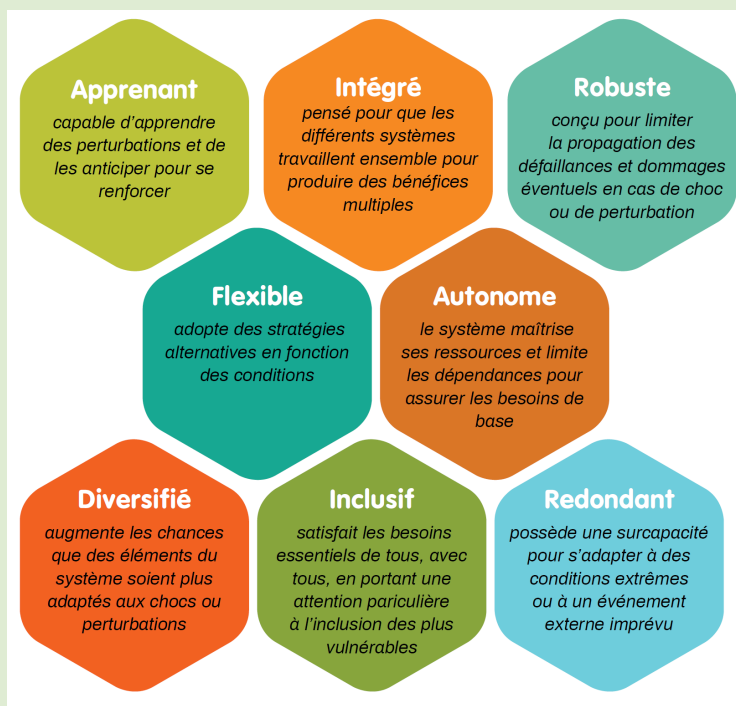 Apprenant
capable d'apprendre
des perturbations et de
les anticiper pour se
renforcer
Intégré
pensé pour que les
différents systèmes
travaillent ensemble pour
produire des bénéfices
multiples
Robuste
conçu pour limiter
la propagation des
défaillances et dommages
éventuels en cas de choc
ou de perturbation
Flexible
adopte des stratégies
alternatives en fonction
des conditions
Autonome
le système maîtrise
ses ressources et limite
les dépendances pour
assurer les besoins de
base
Diversifié
augmente les chances
que des éléments du
système soient plus
adaptés aux chocs ou
perturbations
Inclusif
satisfait les besoins
essentiels de tous, avec
tous, en portant une
attention pariculière
à l'inclusion des plus
vulnérables
Redondant
possède une surcapacité
pour s'adapter à des
conditions extrêmes
ou à un événement
externe imprévu